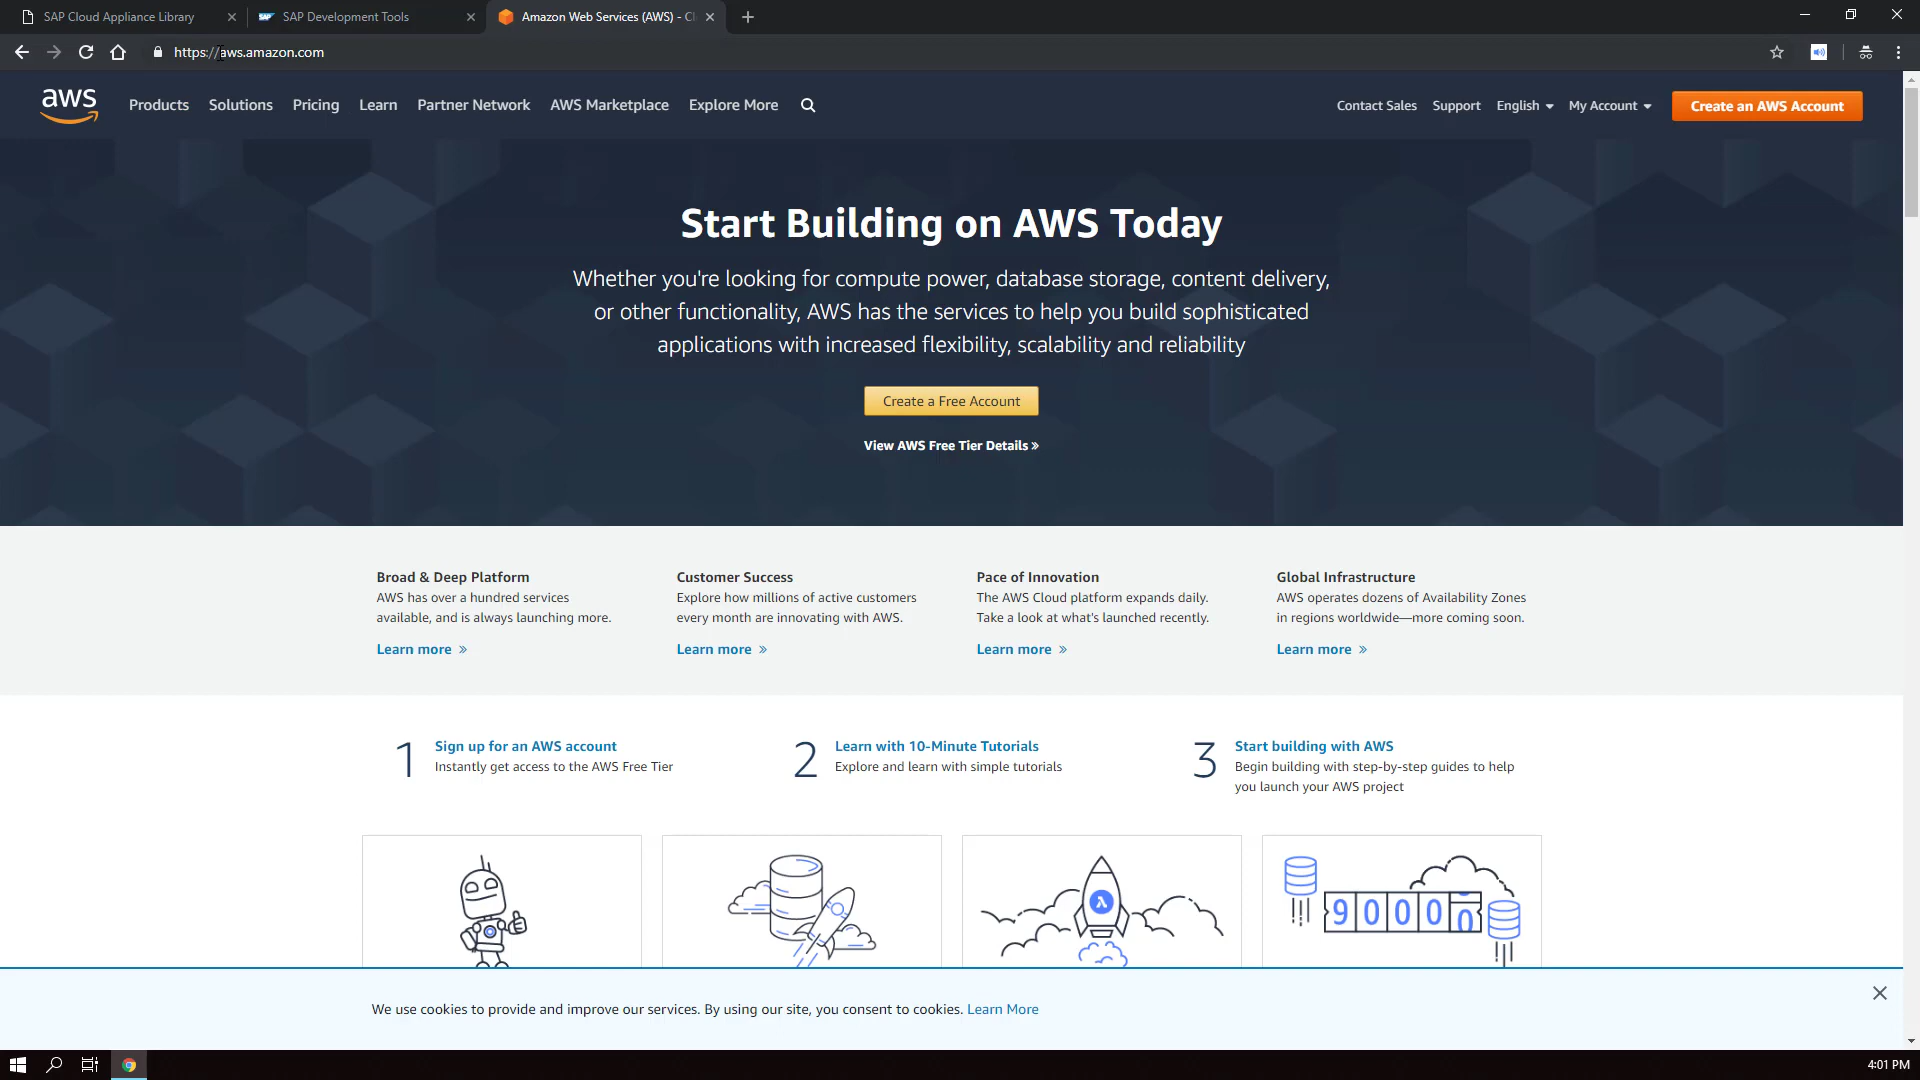 SAP Cloud Appliance Library
SAP Development Tools
Amazon Web Services (AWS) - Cl
https://aws.amazon.com
aws
Products
Solutions
Pricing
Learn
Partner Network
AWS Marketplace
Explore More
Contact Sales
Support
English
My Account
Create an AWS Account
Start Building on AWS Today
Whether you're looking for compute power, database storage, content delivery,
or other functionality, AWS has the services to help you build sophisticated
applications with increased flexibility, scalability and reliability
Create a Free Account
View AWS Free Tier Details »
Broad & Deep Platform
AWS has over a hundred services
available, and is always launching more.
Learn more »
Customer Success
Explore how millions of active customers
every month are innovating with AWS.
Learn more »
Pace of Innovation
The AWS Cloud platform expands daily.
Take a look at what's launched recently.
Learn more »
Global Infrastructure
AWS operates dozens of Availability Zones
in regions worldwide—more coming soon.
Learn more »
1
Sign up for an AWS account
Instantly get access to the AWS Free Tier
2
Learn with 10-Minute Tutorials
Explore and learn with simple tutorials
3
Start building with AWS
Begin building with step-by-step guides to help
you launch your AWS project
λ
90000
We use cookies to provide and improve our services. By using our site, you consent to cookies. Learn More
4:01 PM